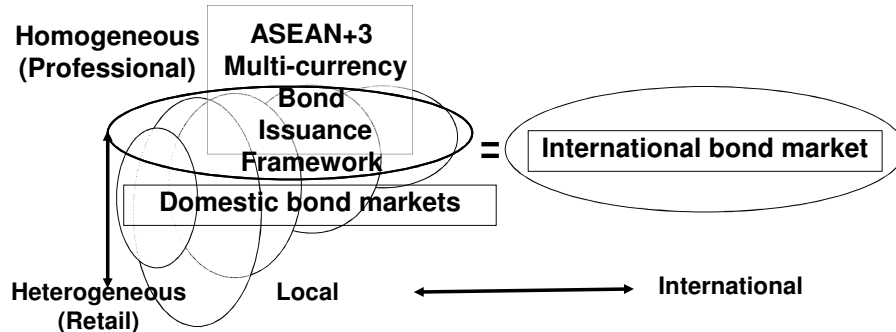 Homogeneous
(Professional)
ASEAN+3
Multi-currency
Bond
Issuance
Framework
=
International bond market
Domestic bond markets
Heterogeneous
(Retail)
Local
International